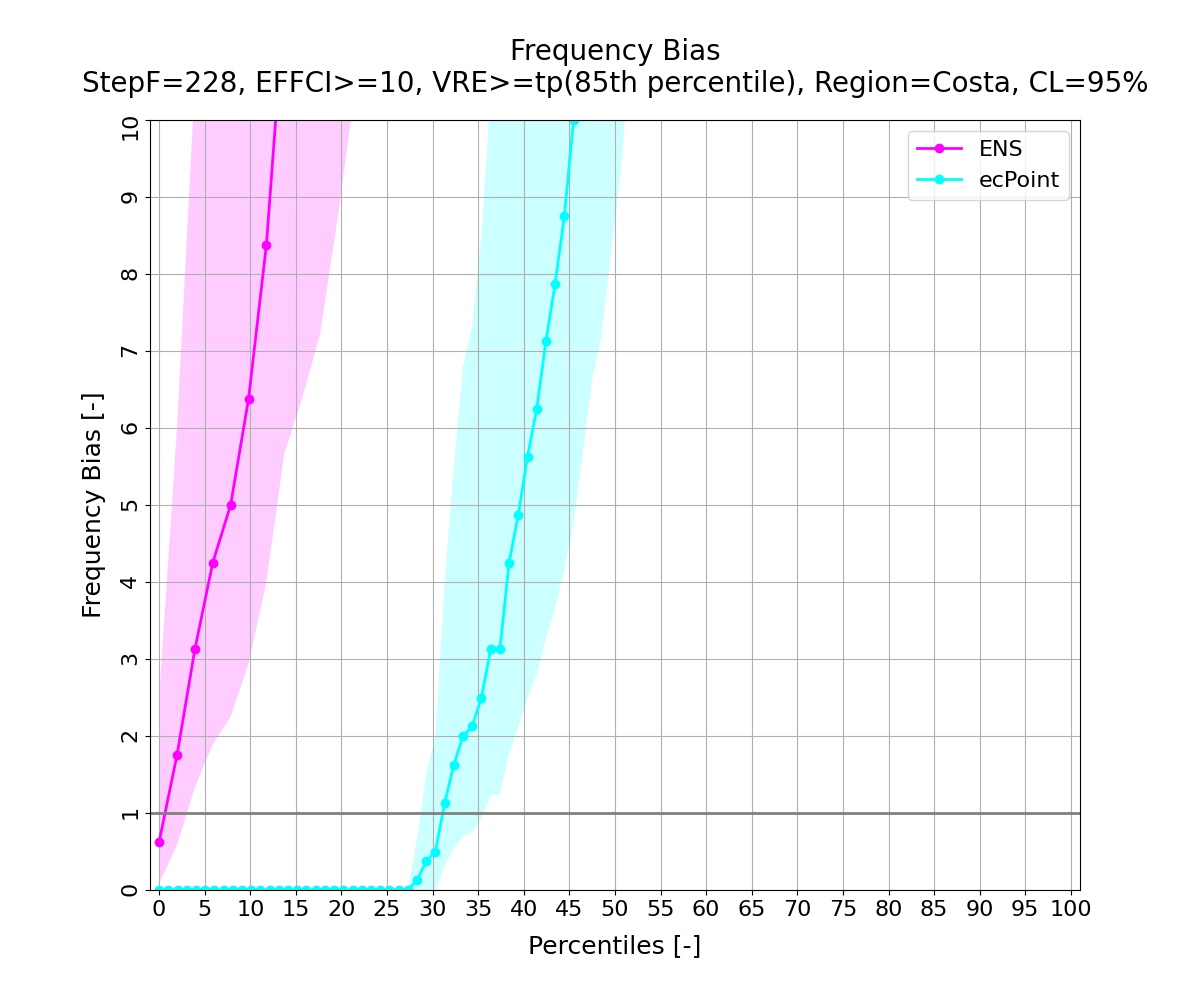 Frequency Bias
StepF=228, EFFCI>=10, VRE>=tp(85th percentile), Region=Costa, CL=95%
ENS
ecPoint
Frequency Bias [-]
10
9
8
7
6
5
4
3
2
1
0
0 5 10 15 20 25 30 35 40 45 50 55 60 65 70 75 80 85 90 95 100
Percentiles [-]